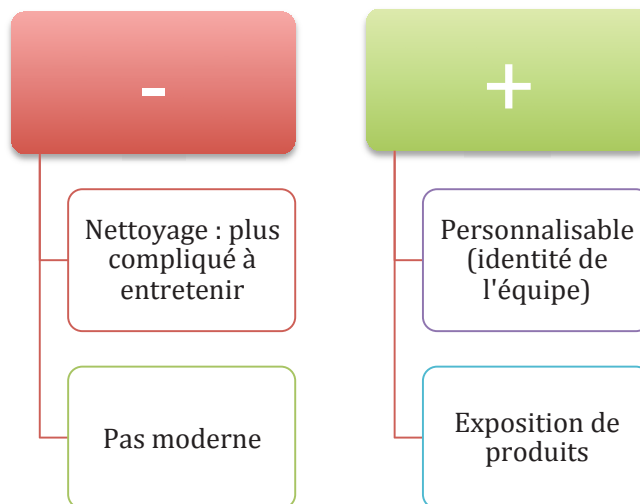 -
Nettoyage : plus
compliqué à
entretenir
Pas moderne
+
Personnalisable
(identité de
l'équipe)
Exposition de
produits